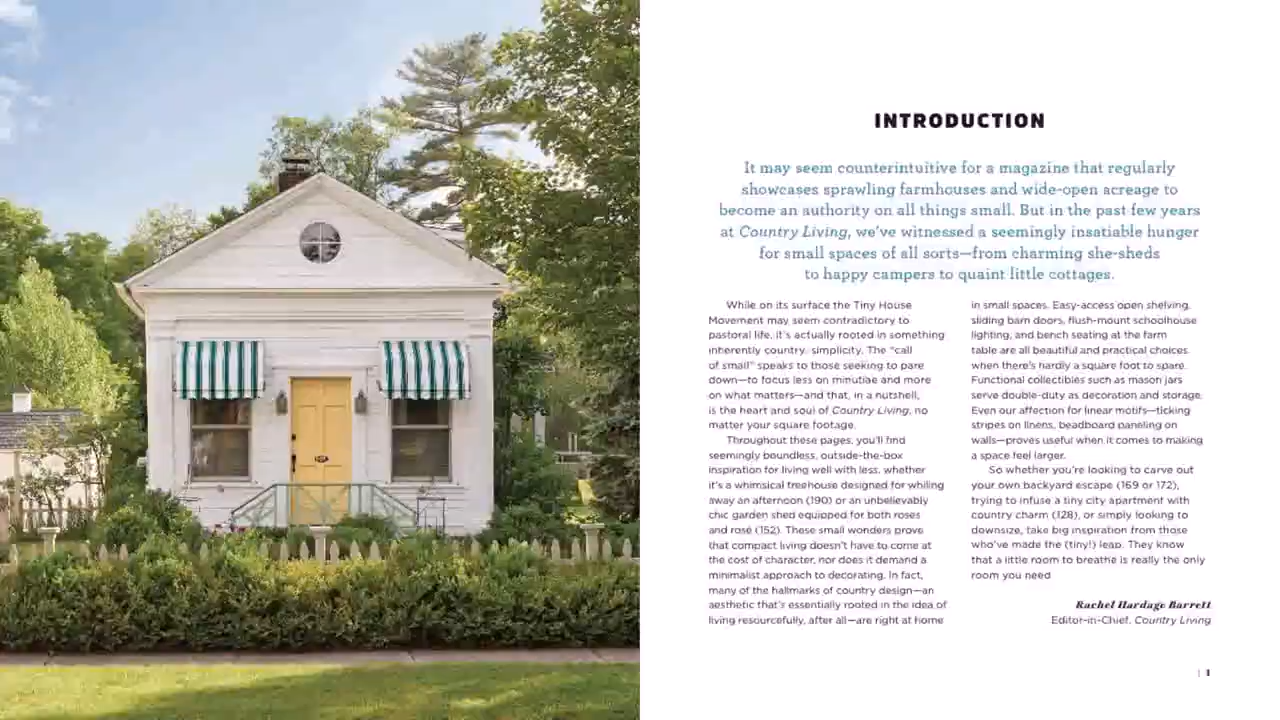 INTRODUCTION
It may seem counterintuitive for a magazine that regularly
showcases sprawling farmhouses and wide-open acreage to
become an authority on all things small. But in the past few years
at Country Living, we've witnessed a seemingly insatiable hunger
for small spaces of all sorts—from charming she-sheds
to happy campers to quaint little cottages.
While on its surface the Tiny House
Movement may seem contradictory to
pastoral life, it's actually rooted in something
inherently country: simplicity. The "call
of small" speaks to those seeking to pare
down—to focus less on minutiae and more
on what matters—and that, in a nutshell,
is the heart and soul of Country Living, no
matter your square footage.
Throughout these pages, you'll find
seemingly boundless, outside-the-box
inspiration for living well with less, whether
it's a whimsical treehouse designed for whiling
away an afternoon (190) or an unbelievably
chic garden shed equipped for both roses
and rosé (152). These small wonders prove
that compact living doesn't have to come at
the cost of character, nor does it demand a
minimalist approach to decorating. In fact,
many of the hallmarks of country design—an
aesthetic that's essentially rooted in the idea of
living resourcefully, after all—are right at home
in small spaces. Easy-access open shelving,
sliding barn doors, flush-mount schoolhouse
lighting, and bench seating at the farm
table are all beautiful and practical choices
when there's hardly a square foot to spare.
Functional collectibles such as mason jars
serve double-duty as decoration and storage.
Even our affection for linear motifs—ticking
stripes on linens, beadboard paneling on
walls—proves useful when it comes to making
a space feel larger.
So whether you're looking to carve out
your own backyard escape (169 or 172),
trying to infuse a tiny city apartment with
country charm (128), or simply looking to
downsize, take big inspiration from those
who've made the (tiny!) leap. They know
that a little room to breathe is really the only
room you need
Rachel Hardage Barrett
Editor-in-Chief, Country Living
| 1